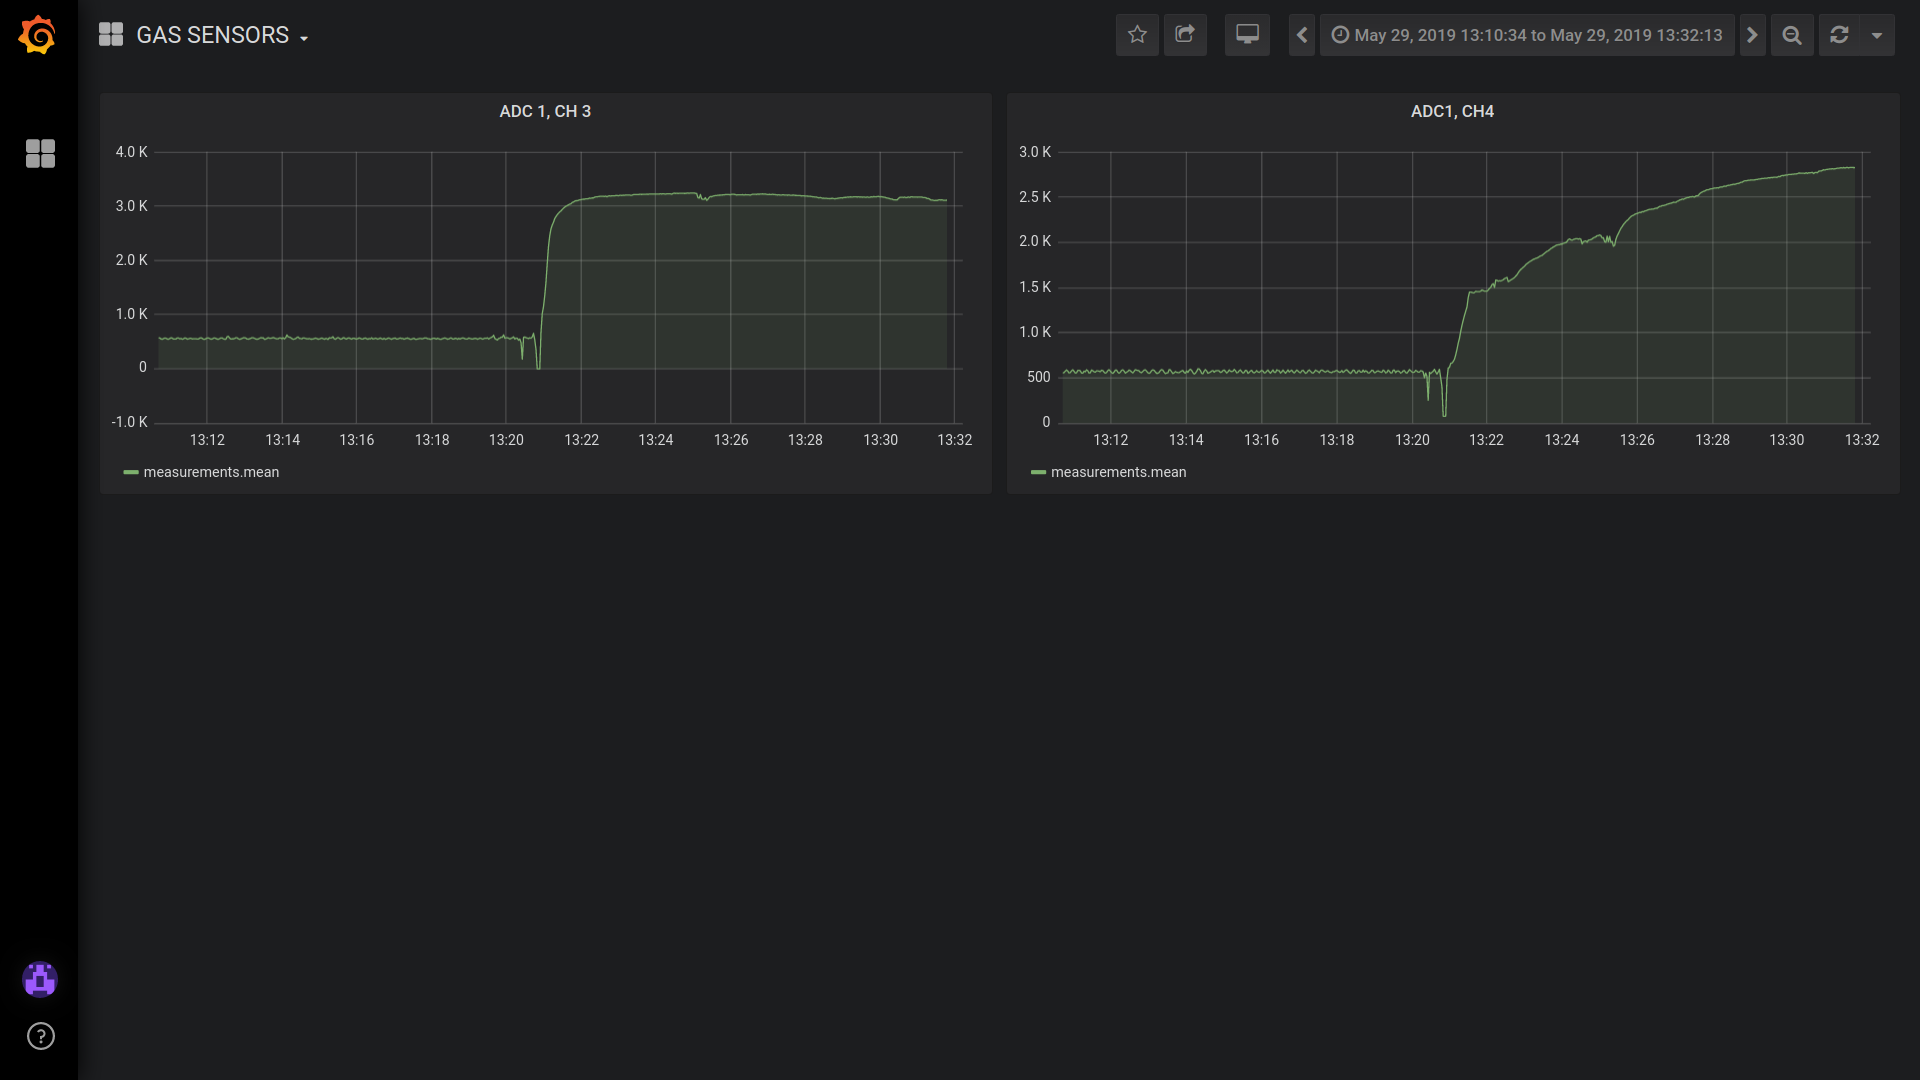 GAS SENSORS
May 29, 2019 13:10:34 to May 29, 2019 13:32:13
ADC 1, CH 3
4.0 K
3.0 K
2.0 K
1.0 K
0
-1.0 K
13:12 13:14 13:16 13:18 13:20 13:22 13:24 13:26 13:28 13:30 13:32
measurements.mean
ADC1, CH4
3.0 K
2.5 K
2.0 K
1.5 K
1.0 K
500
0
13:12 13:14 13:16 13:18 13:20 13:22 13:24 13:26 13:28 13:30 13:32
measurements.mean
?